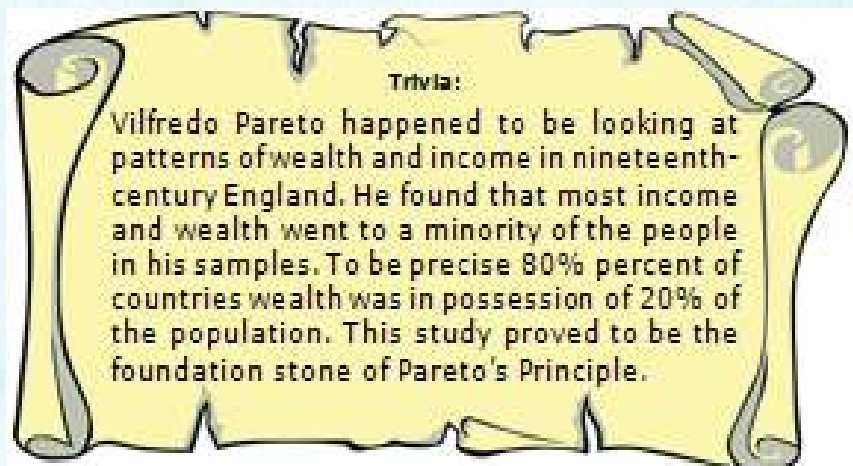 Trivia:
Vilfredo Pareto happened to be looking at
patterns of wealth and income in nineteenth-
century England. He found that most income
and wealth went to a minority of the people
in his samples. To be precise 80% percent of
countries wealth was in possession of 20% of
the population. This study proved to be the
foundation stone of Pareto's Principle.